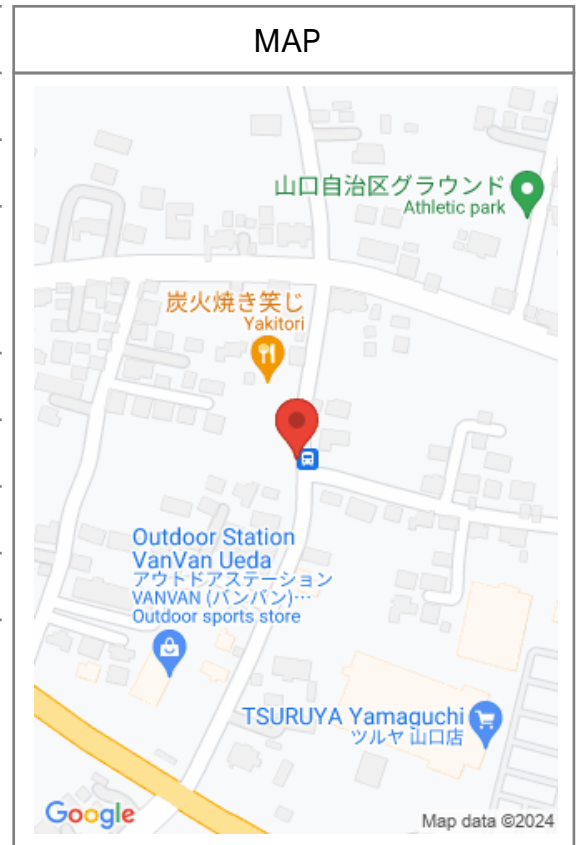 MAP
山口自治区グラウンド
Athletic park
炭火焼き笑じ
Yakitori
Outdoor Station
VanVan Ueda
アウトドアステーション
VANVAN (バンバン)…
Outdoor sports store
TSURUYA Yamaguchi
ツルヤ 山口店
Google
Map data ©2024